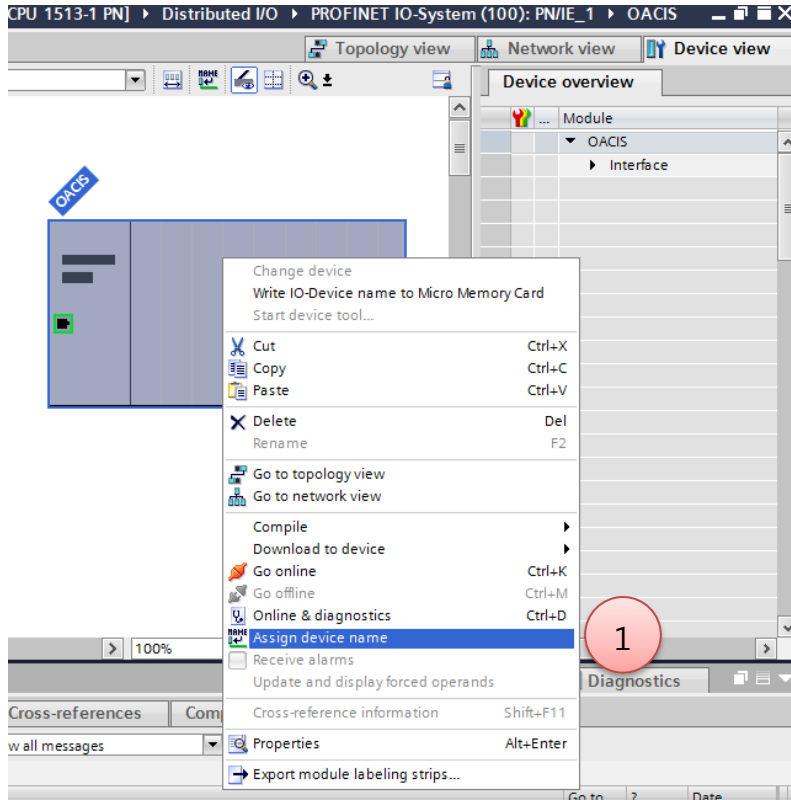 CPU 1513-1 PN] ▸ Distributed I/O ▸ PROFINET IO-System (100): PN/IE_1 ▸ OACIS
Topology view Network view Device view
NAME Device overview
... Module
OACIS
Interface
OACIS
Change device
Write IO-Device name to Micro Memory Card
Start device tool...
Cut Ctrl+X
Copy Ctrl+C
Paste Ctrl+V
Delete Del
Rename F2
Go to topology view
Go to network view
Compile
Download to device
Go online Ctrl+K
Go offline Ctrl+M
Online & diagnostics Ctrl+D
NAME Assign device name 1
100%
Receive alarms
Update and display forced operands
Diagnostics
Cross-references Com
Cross-reference information Shift+F11
w all messages
Properties Alt+Enter
Export module labeling strips...
Go to ? Date